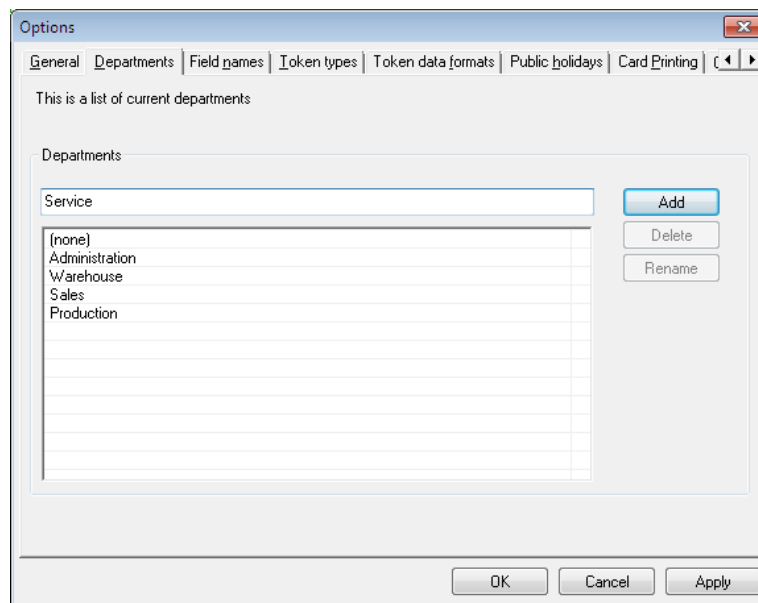 Options
General Departments Field names Token types Token data formats Public holidays Card Printing
This is a list of current departments
Departments
Service
Add
(none)
Delete
Administration
Warehouse
Rename
Sales
Production
OK Cancel Apply